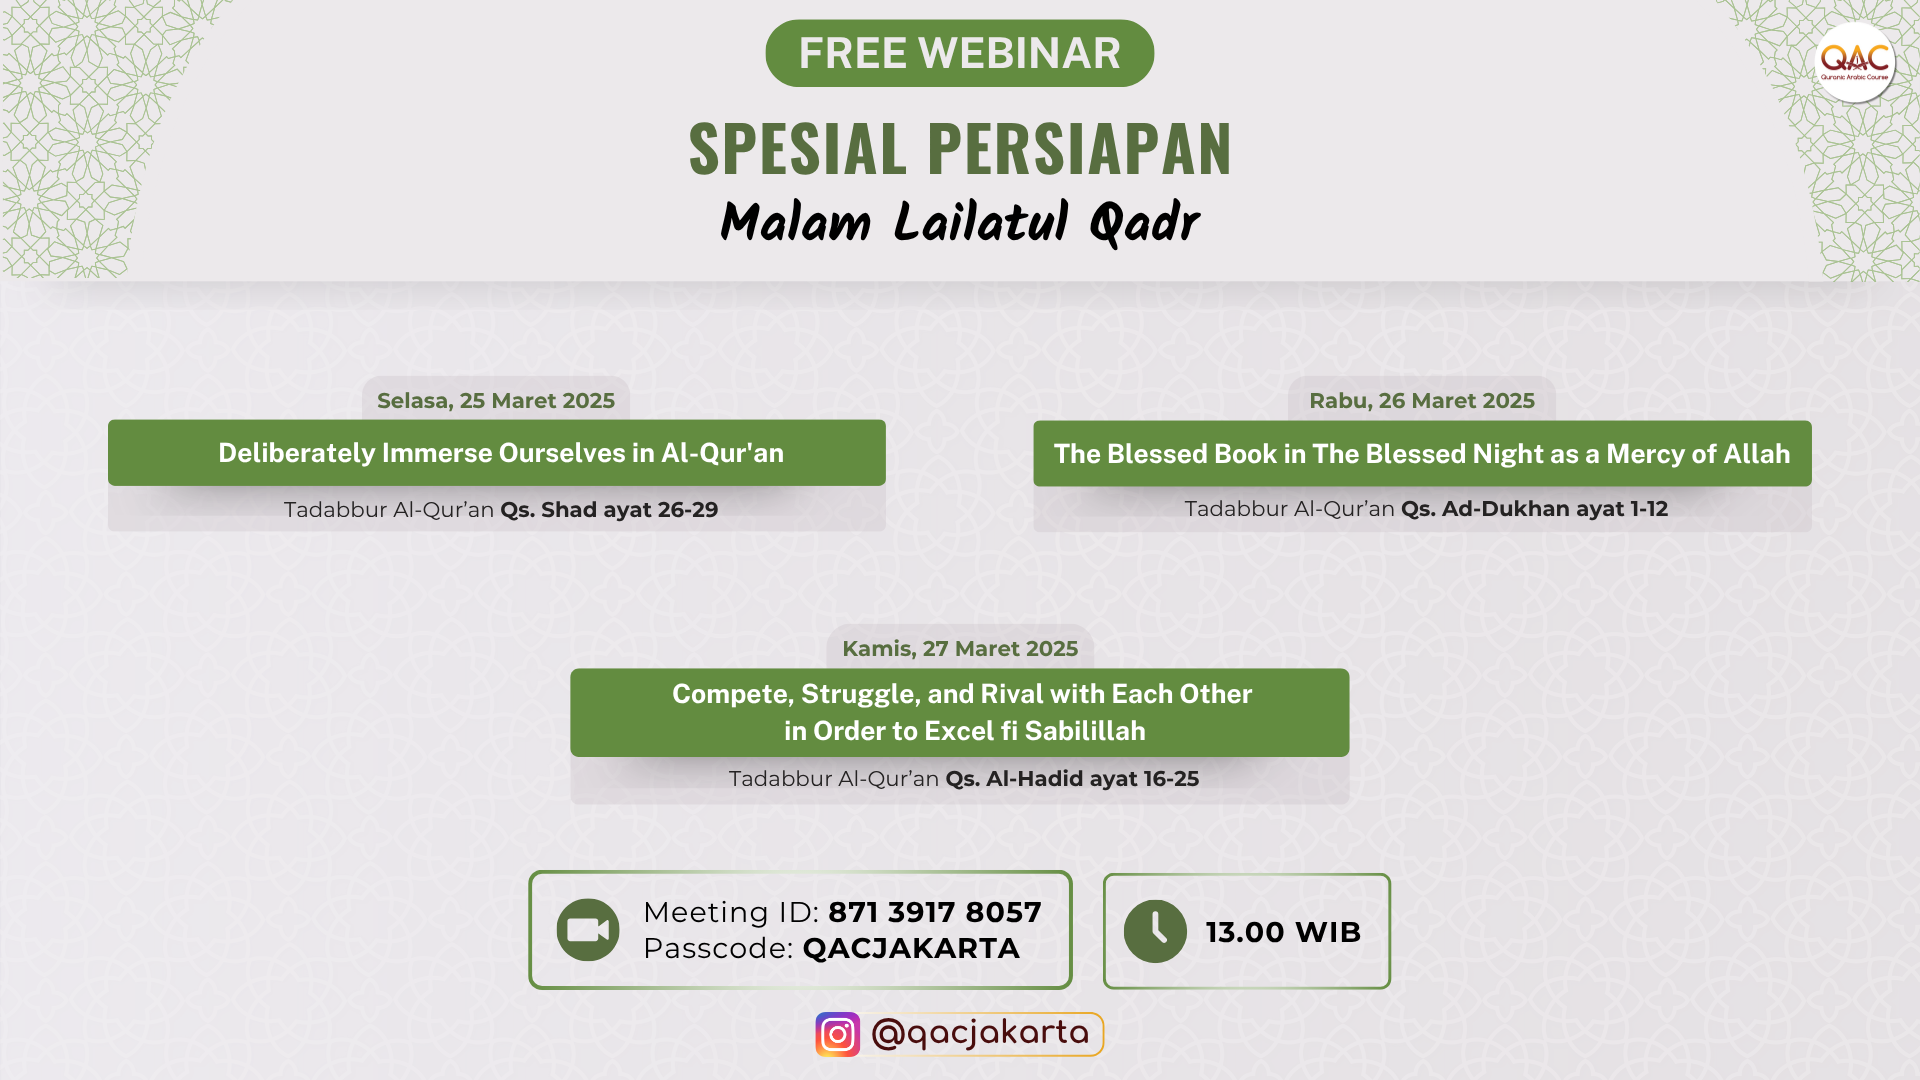 FREE WEBINAR
QAC
Quranic Arabic Course
SPESIAL PERSIAPAN
Malam Lailatul Qadr
Selasa, 25 Maret 2025
Deliberately Immerse Ourselves in Al-Qur'an
Tadabbur Al-Qur’an Qs. Shad ayat 26-29
Rabu, 26 Maret 2025
The Blessed Book in The Blessed Night as a Mercy of Allah
Tadabbur Al-Qur’an Qs. Ad-Dukhan ayat 1-12
Kamis, 27 Maret 2025
Compete, Struggle, and Rival with Each Other
in Order to Excel fi Sabilillah
Tadabbur Al-Qur’an Qs. Al-Hadid ayat 16-25
Meeting ID: 871 3917 8057
Passcode: QACJAKARTA
13.00 WIB
@qacjakarta